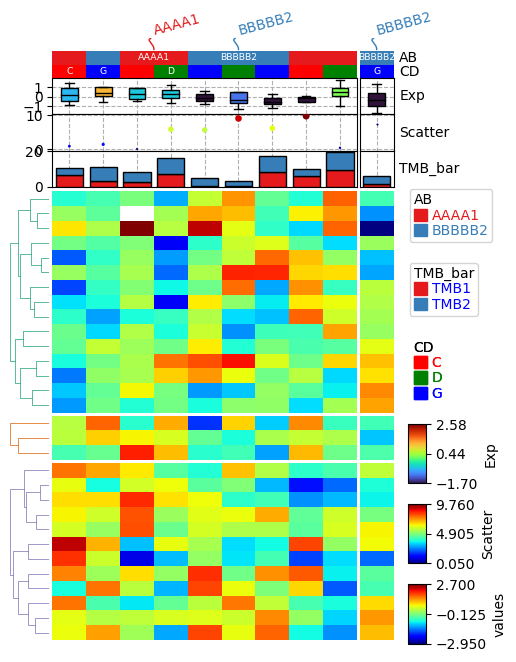 AAAA1 BBBBB2 BBBBB2
AAAA1 BBBBB2 BBBBB2 AB
C G D G CD
1 0 −1 Exp
10 0 Scatter
20 0 TMB_bar
AB
AAAA1
BBBBB2
TMB_bar
TMB1
TMB2
CD
C
D
G
2.58
0.44
−1.70
Exp
9.760
4.905
0.050
Scatter
2.700
-0.125
−2.950
values